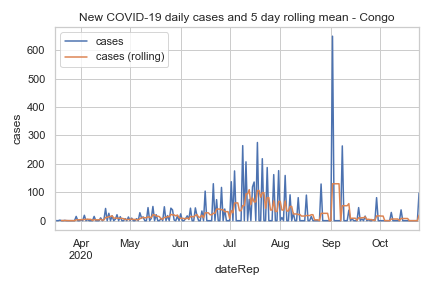 New COVID-19 daily cases and 5 day rolling mean - Congo
cases
cases (rolling)
600
500
400
300
200
100
0
cases
Apr
2020
May
Jun
Jul
Aug
Sep
Oct
dateRep